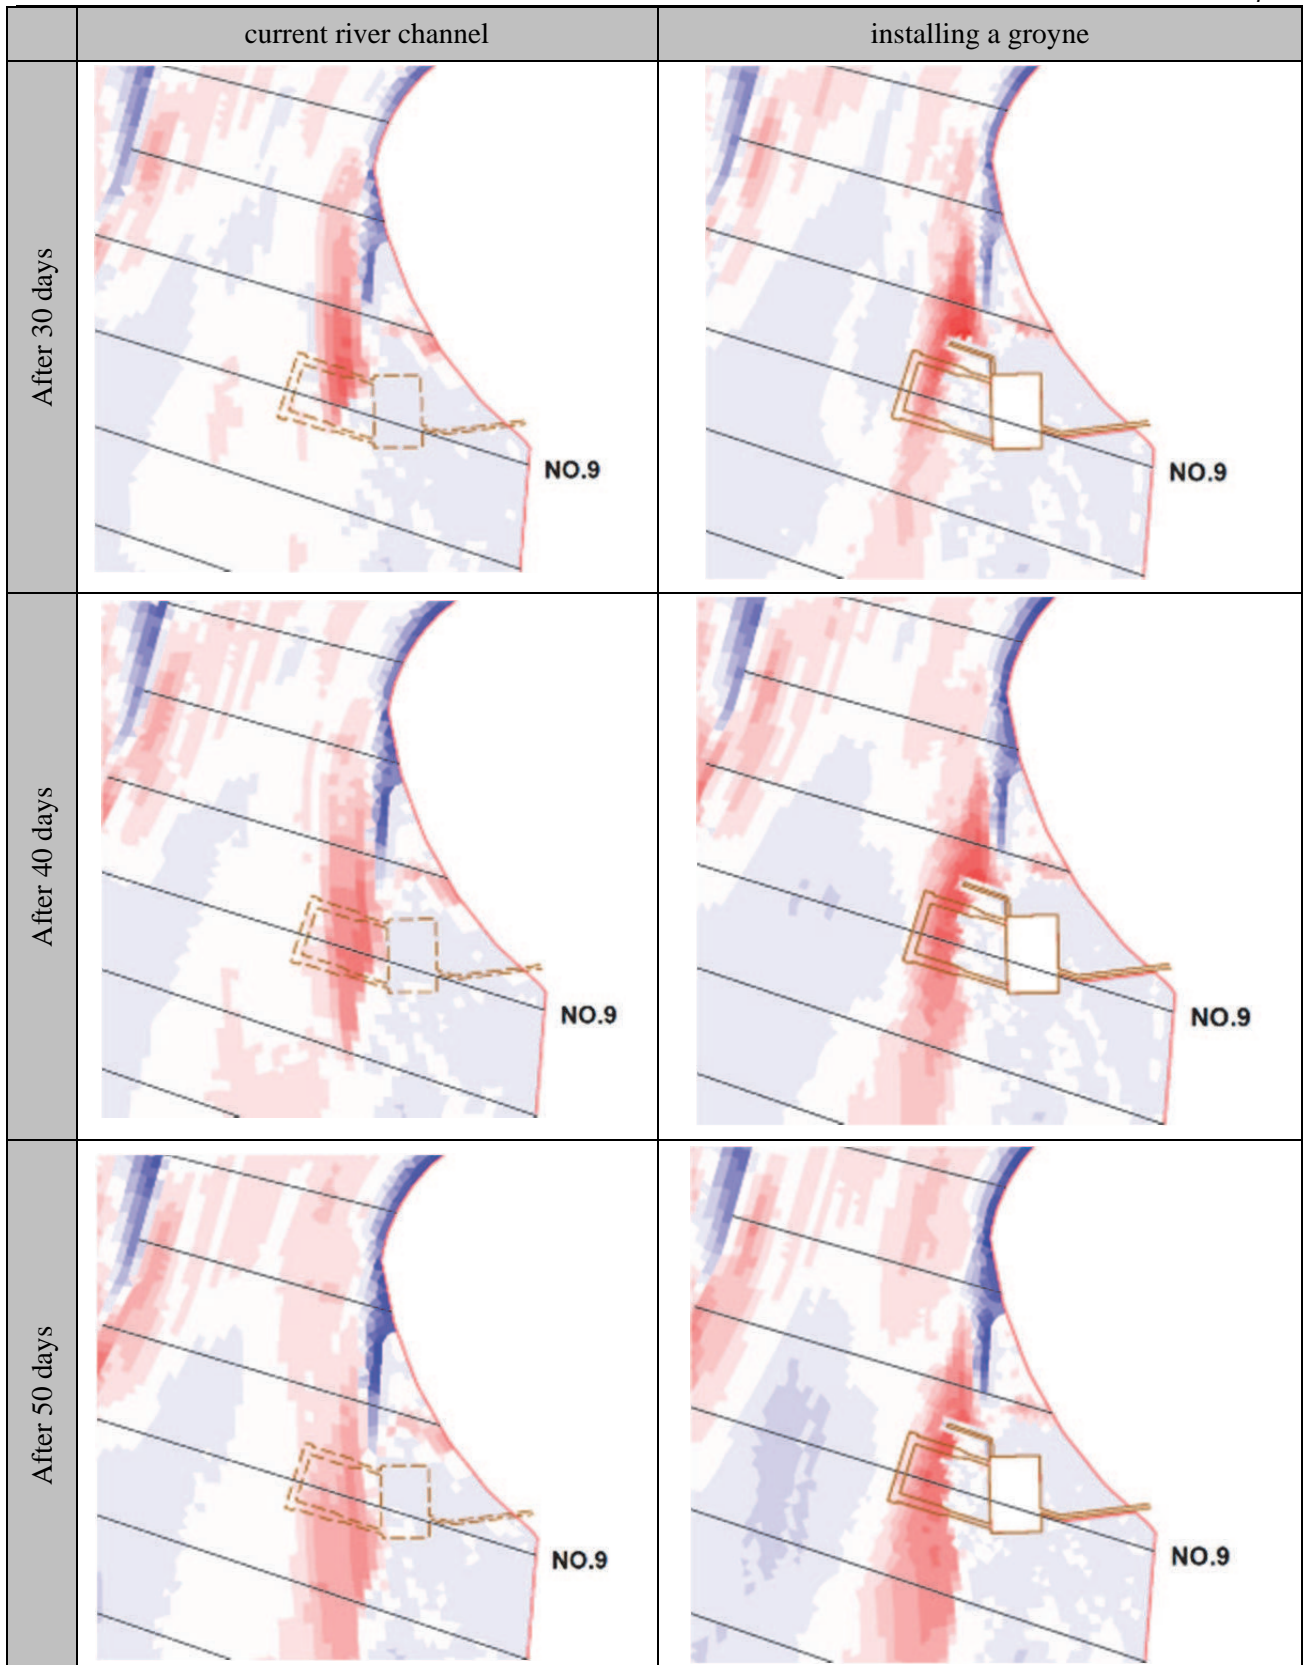 current river channel
installing a groyne
After 30 days
NO.9
NO.9
After 40 days
NO.9
NO.9
After 50 days
NO.9
NO.9